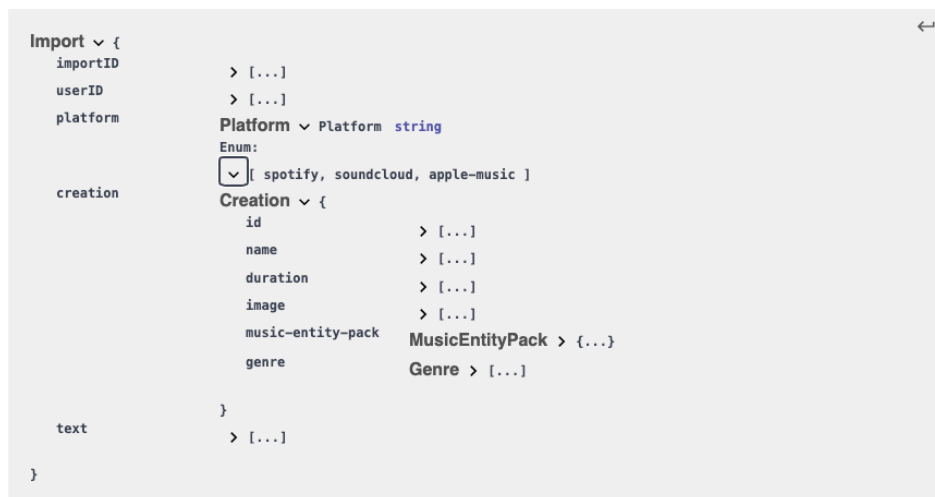 Import {
importID [...]
userID [...]
platform Platform Platform string
Enum:
[ spotify, soundcloud, apple-music ]
creation Creation {
id [...]
name [...]
duration [...]
image [...]
music-entity-pack MusicEntityPack {...}
genre Genre [...]
}
text [...]
}